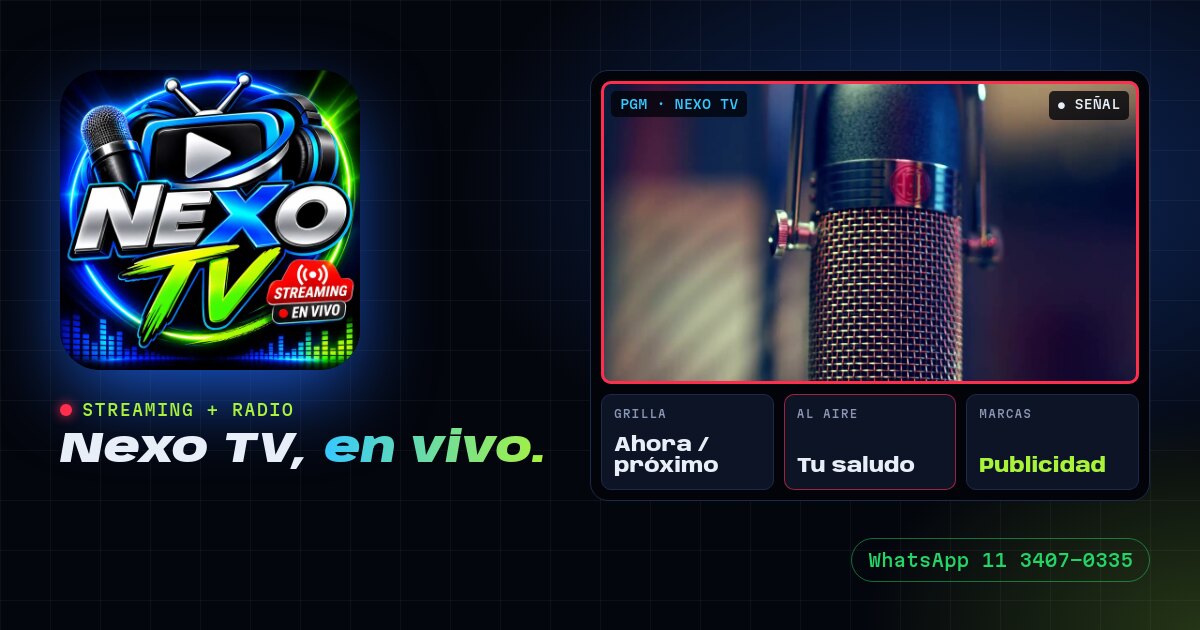 NEXO
TV
STREAMING
EN VIVO
STREAMING + RADIO
Nexo TV, en vivo.
PGM · NEXO TV
● SEÑAL
GRILLA
Ahora /
próximo
AL AIRE
Tu saludo
MARCAS
Publicidad
WhatsApp 11 3407-0335